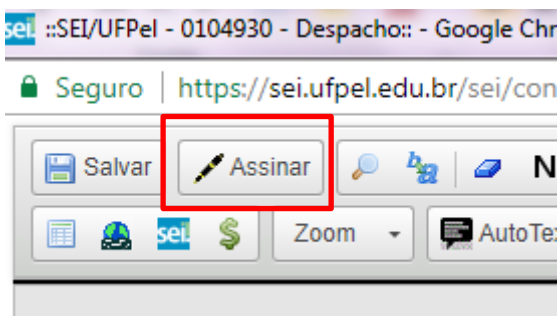 sei! ::SEI/UFPel - 0104930 - Despacho:: - Google Chr
Seguro | https://sei.ufpel.edu.br/sei/con
Salvar Assinar b a N
sei! $ Zoom AutoTe